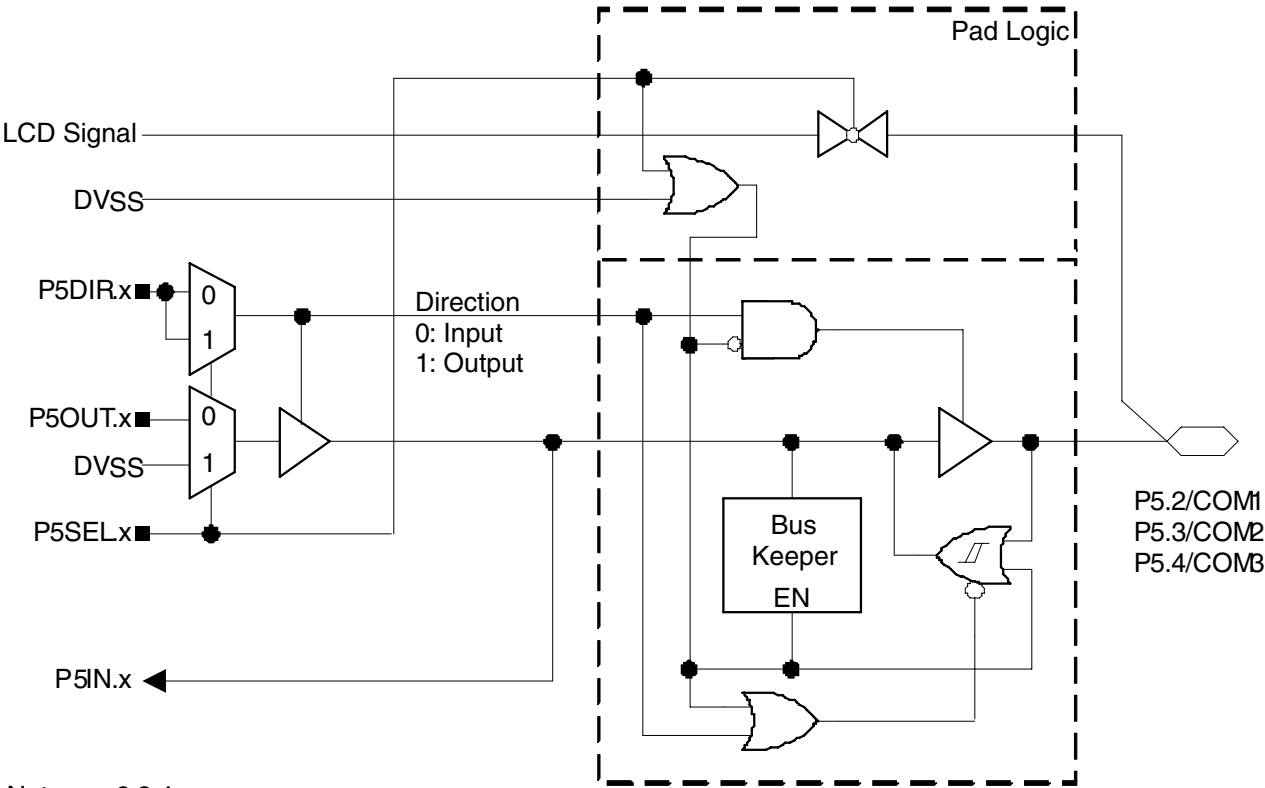 Pad Logic
LCD Signal
DVSS
P5DIR.x
0
1
Direction
0: Input
1: Output
P5OUT.x
0
DVSS
1
P5SEL.x
Bus
Keeper
EN
P5.2/COM1
P5.3/COM2
P5.4/COM3
P5IN.x